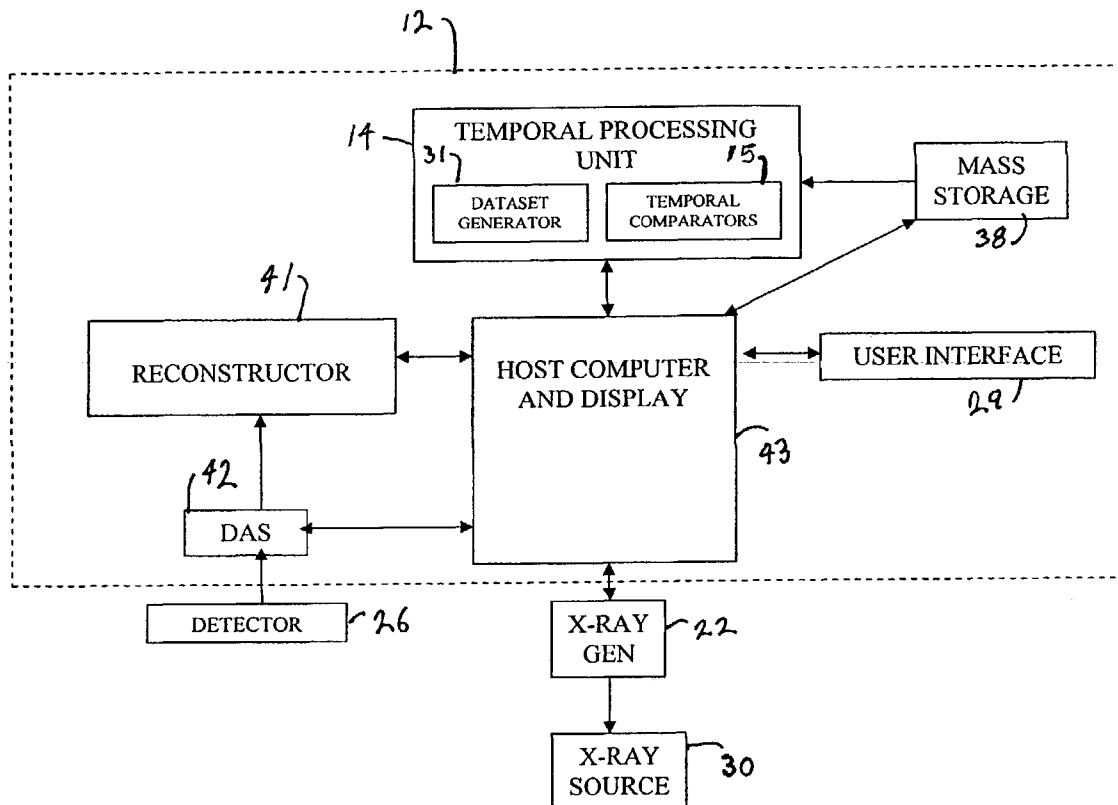 12
14
TEMPORAL PROCESSING
UNIT
31
15
DATASET
GENERATOR
TEMPORAL
COMPARATORS
MASS
STORAGE
38
41
RECONSTRUCTOR
HOST COMPUTER
AND DISPLAY
USER INTERFACE
29
43
42
DAS
DETECTOR
26
X-RAY
GEN
22
X-RAY
SOURCE
30